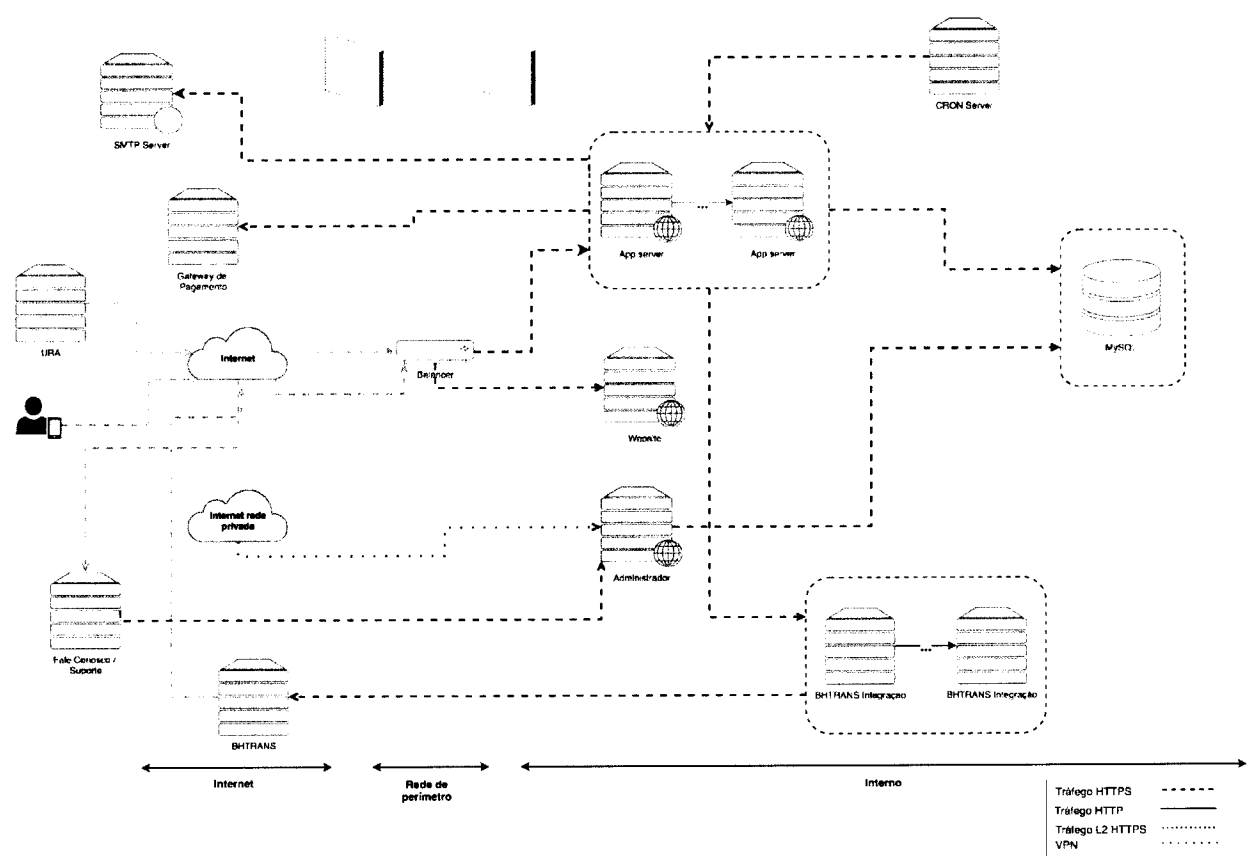 SMTP Server
CRON Server
App server
...
App server
Gateway de
Pagamento
URA
Internet
Balancer
MySQL
Website
Internet rede
privada
Administrador
Fale Conosco /
Suporte
...
BHTRANS Integração
BHTRANS Integração
BHTRANS
Internet
Rede de
perímetro
Interno
Tráfego HTTPS
Tráfego HTTP
Tráfego L2 HTTPS
VPN